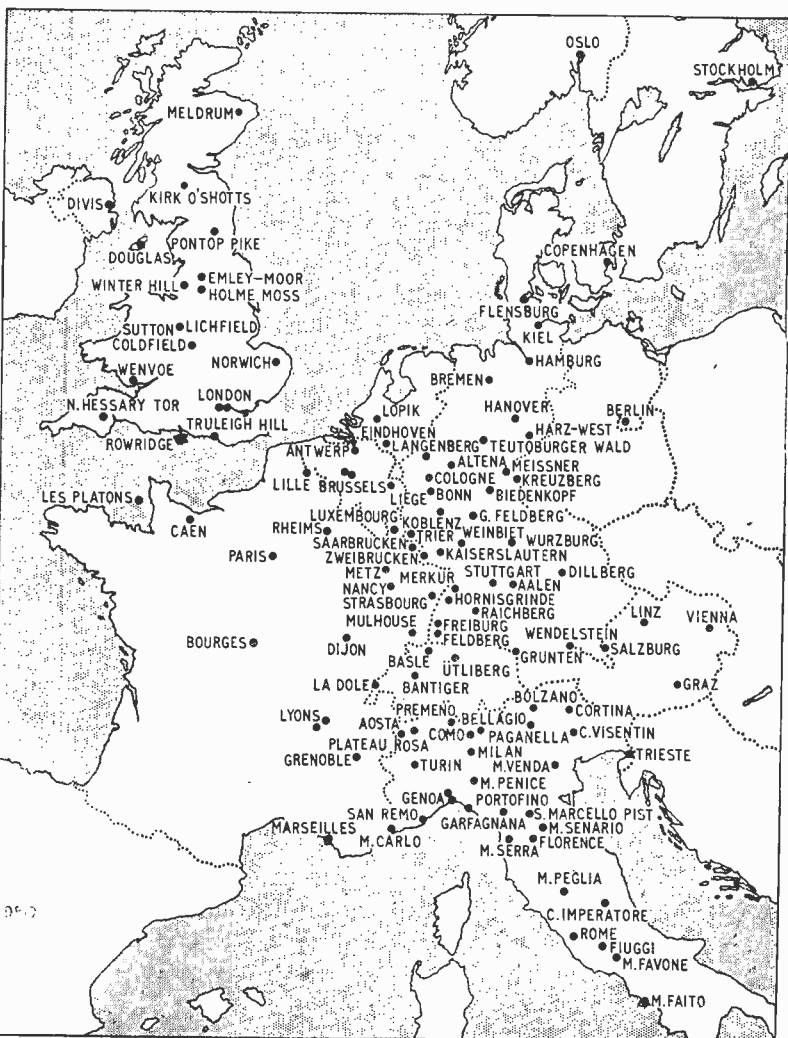 OSLO
STOCKHOLM
MELDRUM
KIRK O'SHOTTS
DIVIS
PONTOP PIKE
DOUGLAS
COPENHAGEN
EMLEY-MOOR
WINTER HILL
HOLME MOSS
FLENSBURG
SUTTON
LICHFIELD
KIEL
COLDFIELD
NORWICH
HAMBURG
WENVOE
BREMEN
LONDON
N.HESSARY TOR
LOPIK
HANOVER
BERLIN
TRULEIGH HILL
EINDHOVEN
HARZ-WEST
ROWRIDGE
LANGENBERG
TEUTOBURGER WALD
ANTWERP
ALTENA
MEISSNER
LILLE
BRUSSELS
COLOGNE
KREUZBERG
LES PLATONS
LIEGE
BONN
BIEDENKOPF
CAEN
LUXEMBOURG
KOBLENZ
G.FELDBERG
RHEIMS
TRIER
WEINBIET
SAARBRUCKEN
WURZBURG
PARIS
ZWEIBRUCKEN
KAISERSLAUTERN
METZ
MERKUR
STUTTGART
DILLBERG
NANCY
AALEN
STRASBOURG
HORNISGRINDE
RAICHBERG
LINZ
VIENNA
MULHOUSE
FREIBURG
BOURGES
DIJON
FELDBERG
WENDELSTEIN
SALZBURG
BASLE
UTLIBERG
GRUNTEN
LA DOLE
BANTIGER
GRAZ
BOLZANO
CORTINA
LYONS
PREMENO
BELLAGIO
AOSTA
COMO
PAGANELLA
C.VISENTIN
PLATEAU ROSA
MILAN
TRIESTE
GRENOBLE
TURIN
M.VENDA
M.PENICE
GENOA
PORTOFINO
SAN REMO
S.MARCELLO PIST
MARSEILLES
GARFAGNANA
M.SENARIO
M.CARLO
FLORENCE
M.SERRA
M.PEGLIA
C.IMPERATORE
ROME
FIUGGI
M.FAVONE
M.FAITO